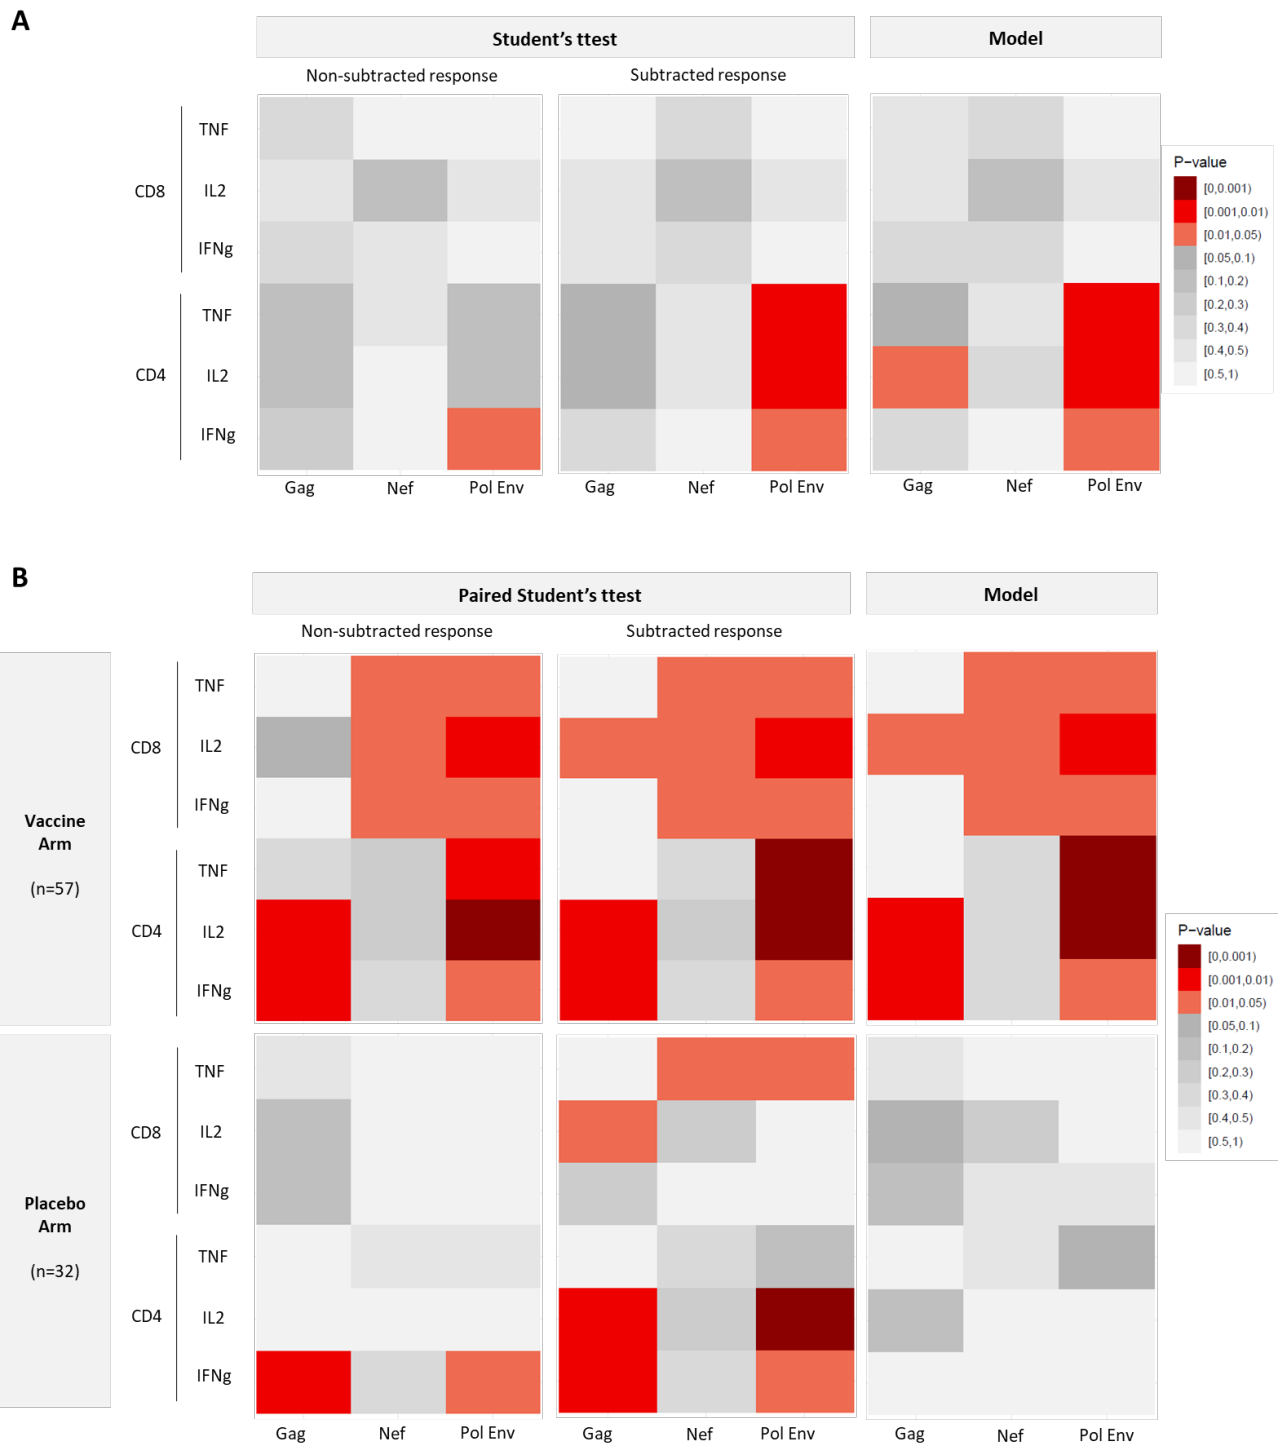 A
Student's ttest
Model
Non-subtracted response
Subtracted response
CD8
TNF
IL2
IFNg
CD4
TNF
IL2
IFNg
Gag
Nef
Pol Env
Gag
Nef
Pol Env
Gag
Nef
Pol Env
P-value
[0,0.001)
[0.001,0.01)
[0.01,0.05)
[0.05,0.1)
[0.1,0.2)
[0.2,0.3)
[0.3,0.4)
[0.4,0.5)
[0.5,1)
B
Paired Student's ttest
Model
Non-subtracted response
Subtracted response
Vaccine
Arm
(n=57)
CD8
TNF
IL2
IFNg
CD4
TNF
IL2
IFNg
P-value
[0,0.001)
[0.001,0.01)
[0.01,0.05)
[0.05,0.1)
[0.1,0.2)
[0.2,0.3)
[0.3,0.4)
[0.4,0.5)
[0.5,1)
Placebo
Arm
(n=32)
CD8
TNF
IL2
IFNg
CD4
TNF
IL2
IFNg
Gag
Nef
Pol Env
Gag
Nef
Pol Env
Gag
Nef
Pol Env